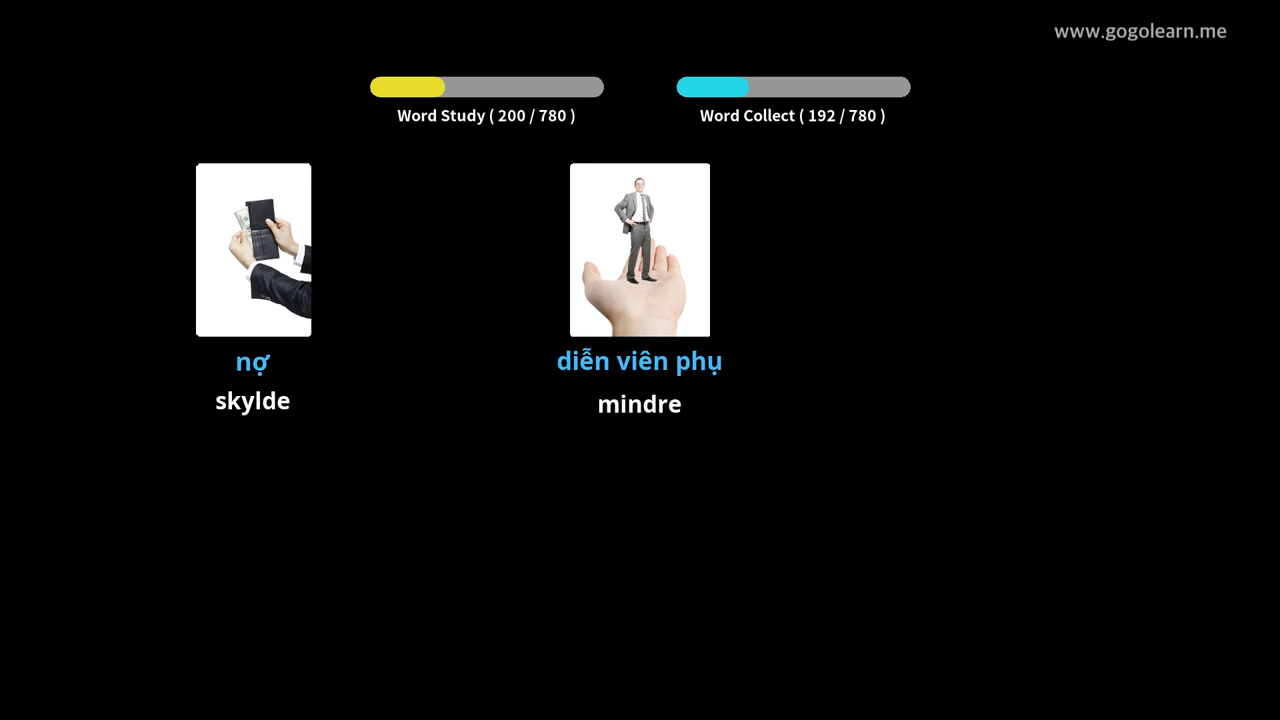 www.gogolearn.me
Word Study ( 200 / 780 )
Word Collect ( 192 / 780 )
nợ
skylde
diễn viên phụ
mindre